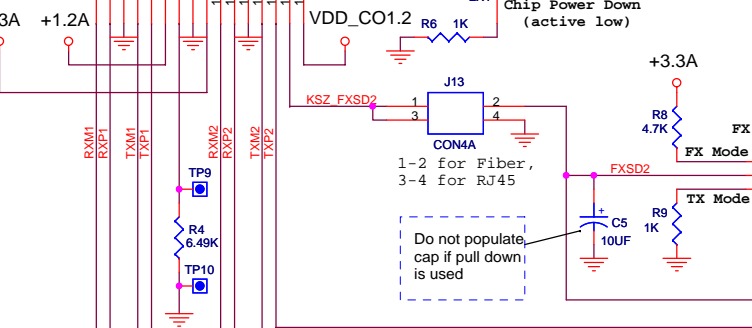 Chip Power Down
(active low)
3A
+1.2A
VDD_CO1.2
R6 1K
+3.3A
J13
KSZ_FXSD2
1
2
3
4
CON4A
1-2 for Fiber,
3-4 for RJ45
R8
4.7K
FX
FX Mode
FXSD2
TX Mode
RXM1
RXP1
TXM1
TXP1
RXM2
RXP2
TXM2
TXP2
TP9
R4
6.49K
TP10
Do not populate
cap if pull down
is used
+
C5
10UF
R9
1K